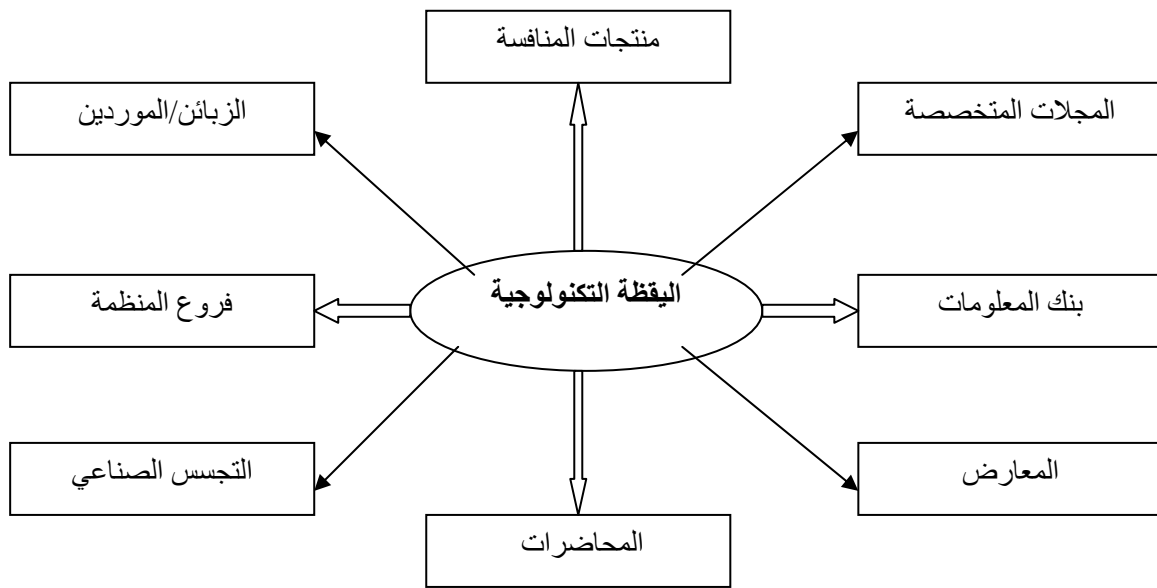 منتجات المنافسة
المجلات المتخصصة
الزبائن/الموردين
اليقظة التكنولوجية
بنك المعلومات
فروع المنظمة
المعارض
التجسس الصناعي
المحاضرات